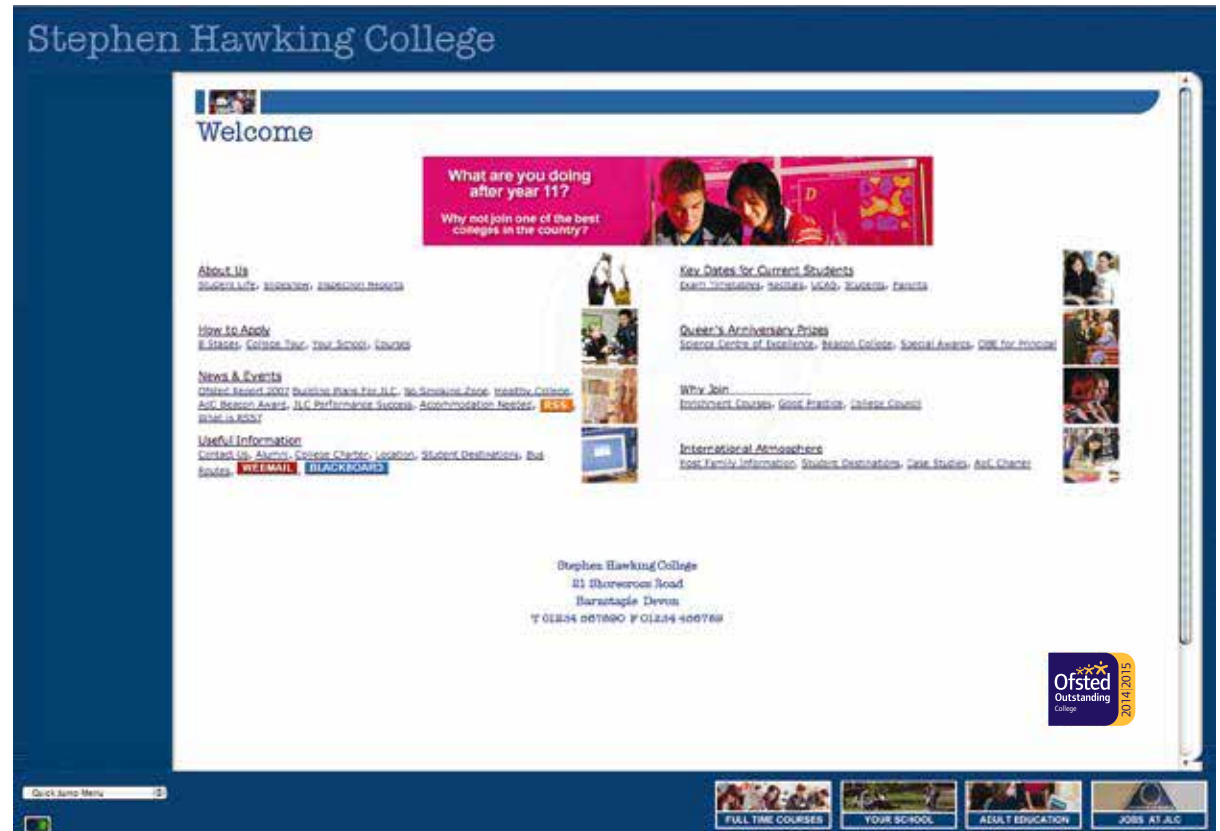 Stephen Hawking College
Welcome
What are you doing
after year 11?
Why not join one of the best
colleges in the country?
About Us
Student Life, Slideshow, Inspection Reports
How to Apply
8 Stages, College Tour, Your School, Courses
News & Events
Ofsted Report 2007 Building Plans For JLC, No Smoking Zone, Healthy College,
AoC Beacon Award, JLC Performance Success, Accommodation Needed, RSS,
What is RSS?
Useful Information
Contact Us, Alumni, College Charter, Location, Student Destinations, Bus
Routes, WEBMAIL, BLACKBOARD
Key Dates for Current Students
Exam Timetables, Results, UCAS, Students, Parents
Queen's Anniversary Prizes
Science Centre of Excellence, Beacon College, Special Awards, OBE for Principal
Why Join
Enrichment Courses, Good Practice, College Council
International Atmosphere
Host Family Information, Student Destinations, Case Studies, AoC Charter
Stephen Hawking College
21 Shorecross Road
Barnstaple Devon
T 01234 567890 F 01234 456789
Ofsted
Outstanding
College
2014|2015
Quick Jump Menu
FULL TIME COURSES
YOUR SCHOOL
ADULT EDUCATION
JOBS AT JLC